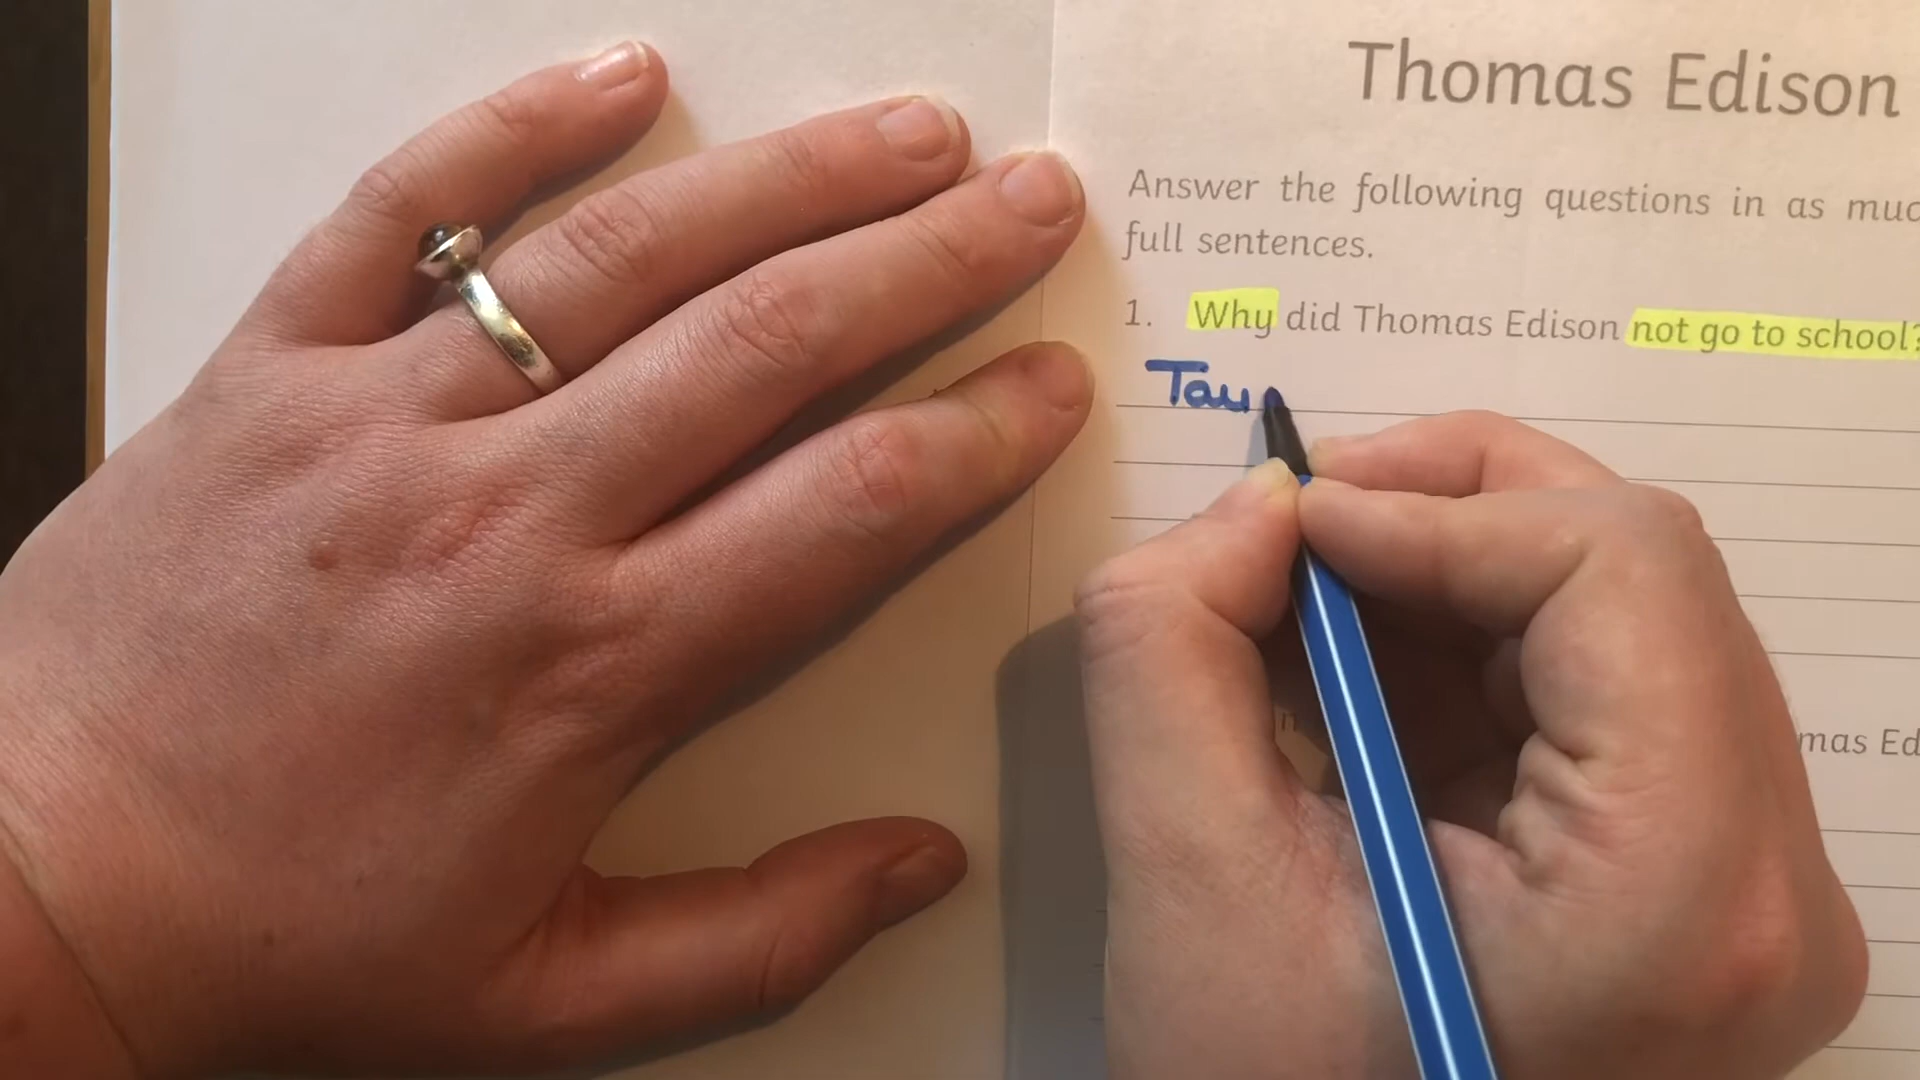 Thomas Edison
Answer the following questions in as muc
full sentences.
1. Why did Thomas Edison not go to school?
Tau
mas Ed